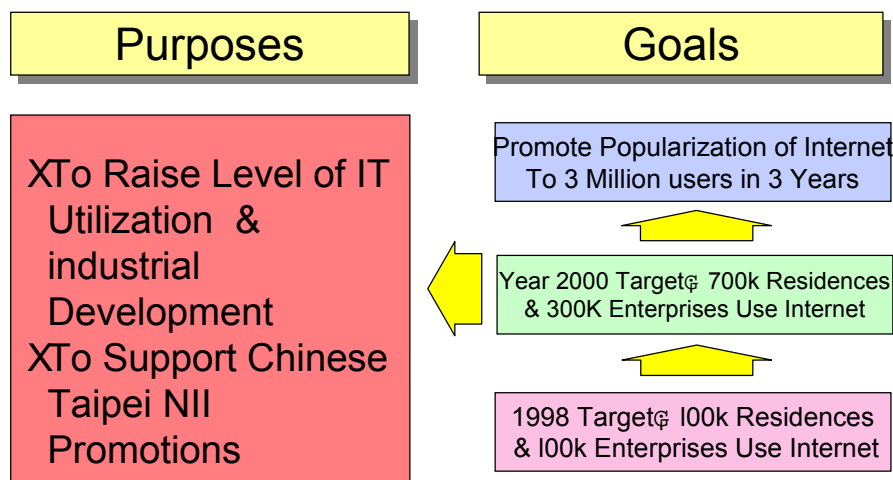 Purposes
Goals
XTo Raise Level of IT
Utilization &
industrial
Development
XTo Support Chinese
Taipei NII
Promotions
Promote Popularization of Internet
To 3 Million users in 3 Years
Year 2000 Target 700k Residences
& 300K Enterprises Use Internet
1998 Target l00k Residences
& l00k Enterprises Use Internet